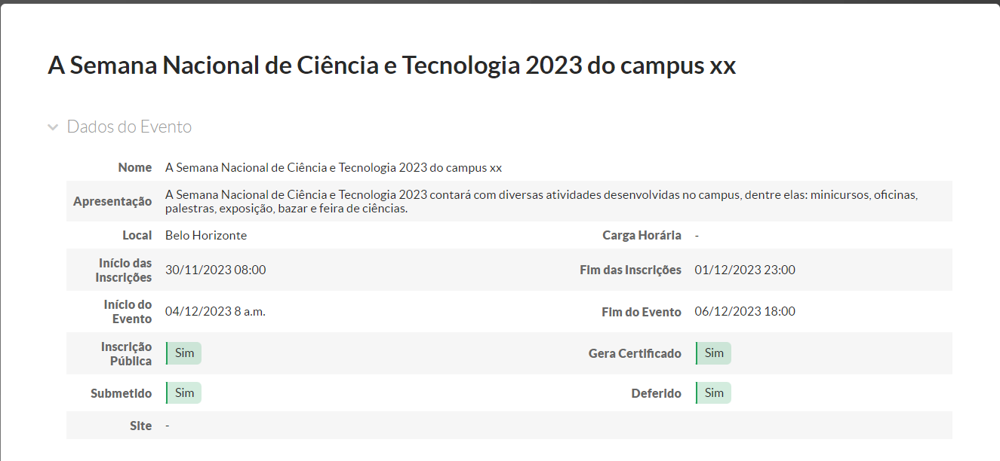 A Semana Nacional de Ciência e Tecnologia 2023 do campus xx
Dados do Evento
Nome A Semana Nacional de Ciência e Tecnologia 2023 do campus xx
Apresentação A Semana Nacional de Ciência e Tecnologia 2023 contará com diversas atividades desenvolvidas no campus, dentre elas: minicursos, oficinas,
palestras, exposição, bazar e feira de ciências.
Local Belo Horizonte Carga Horária -
Início das
Inscrições 30/11/2023 08:00 Fim das Inscrições 01/12/2023 23:00
Início do
Evento 04/12/2023 8 a.m. Fim do Evento 06/12/2023 18:00
Inscrição
Pública Sim Gera Certificado Sim
Submetido Sim Deferido Sim
Site -